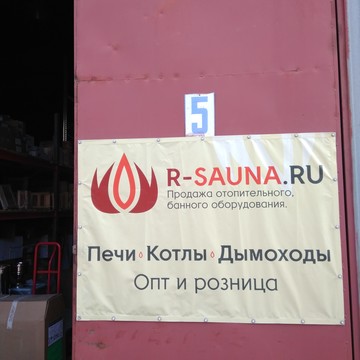 5
R-SAUNA.RU
Продажа отопительного,
банного оборудования.
Печи Котлы Дымоходы
Опт и розница